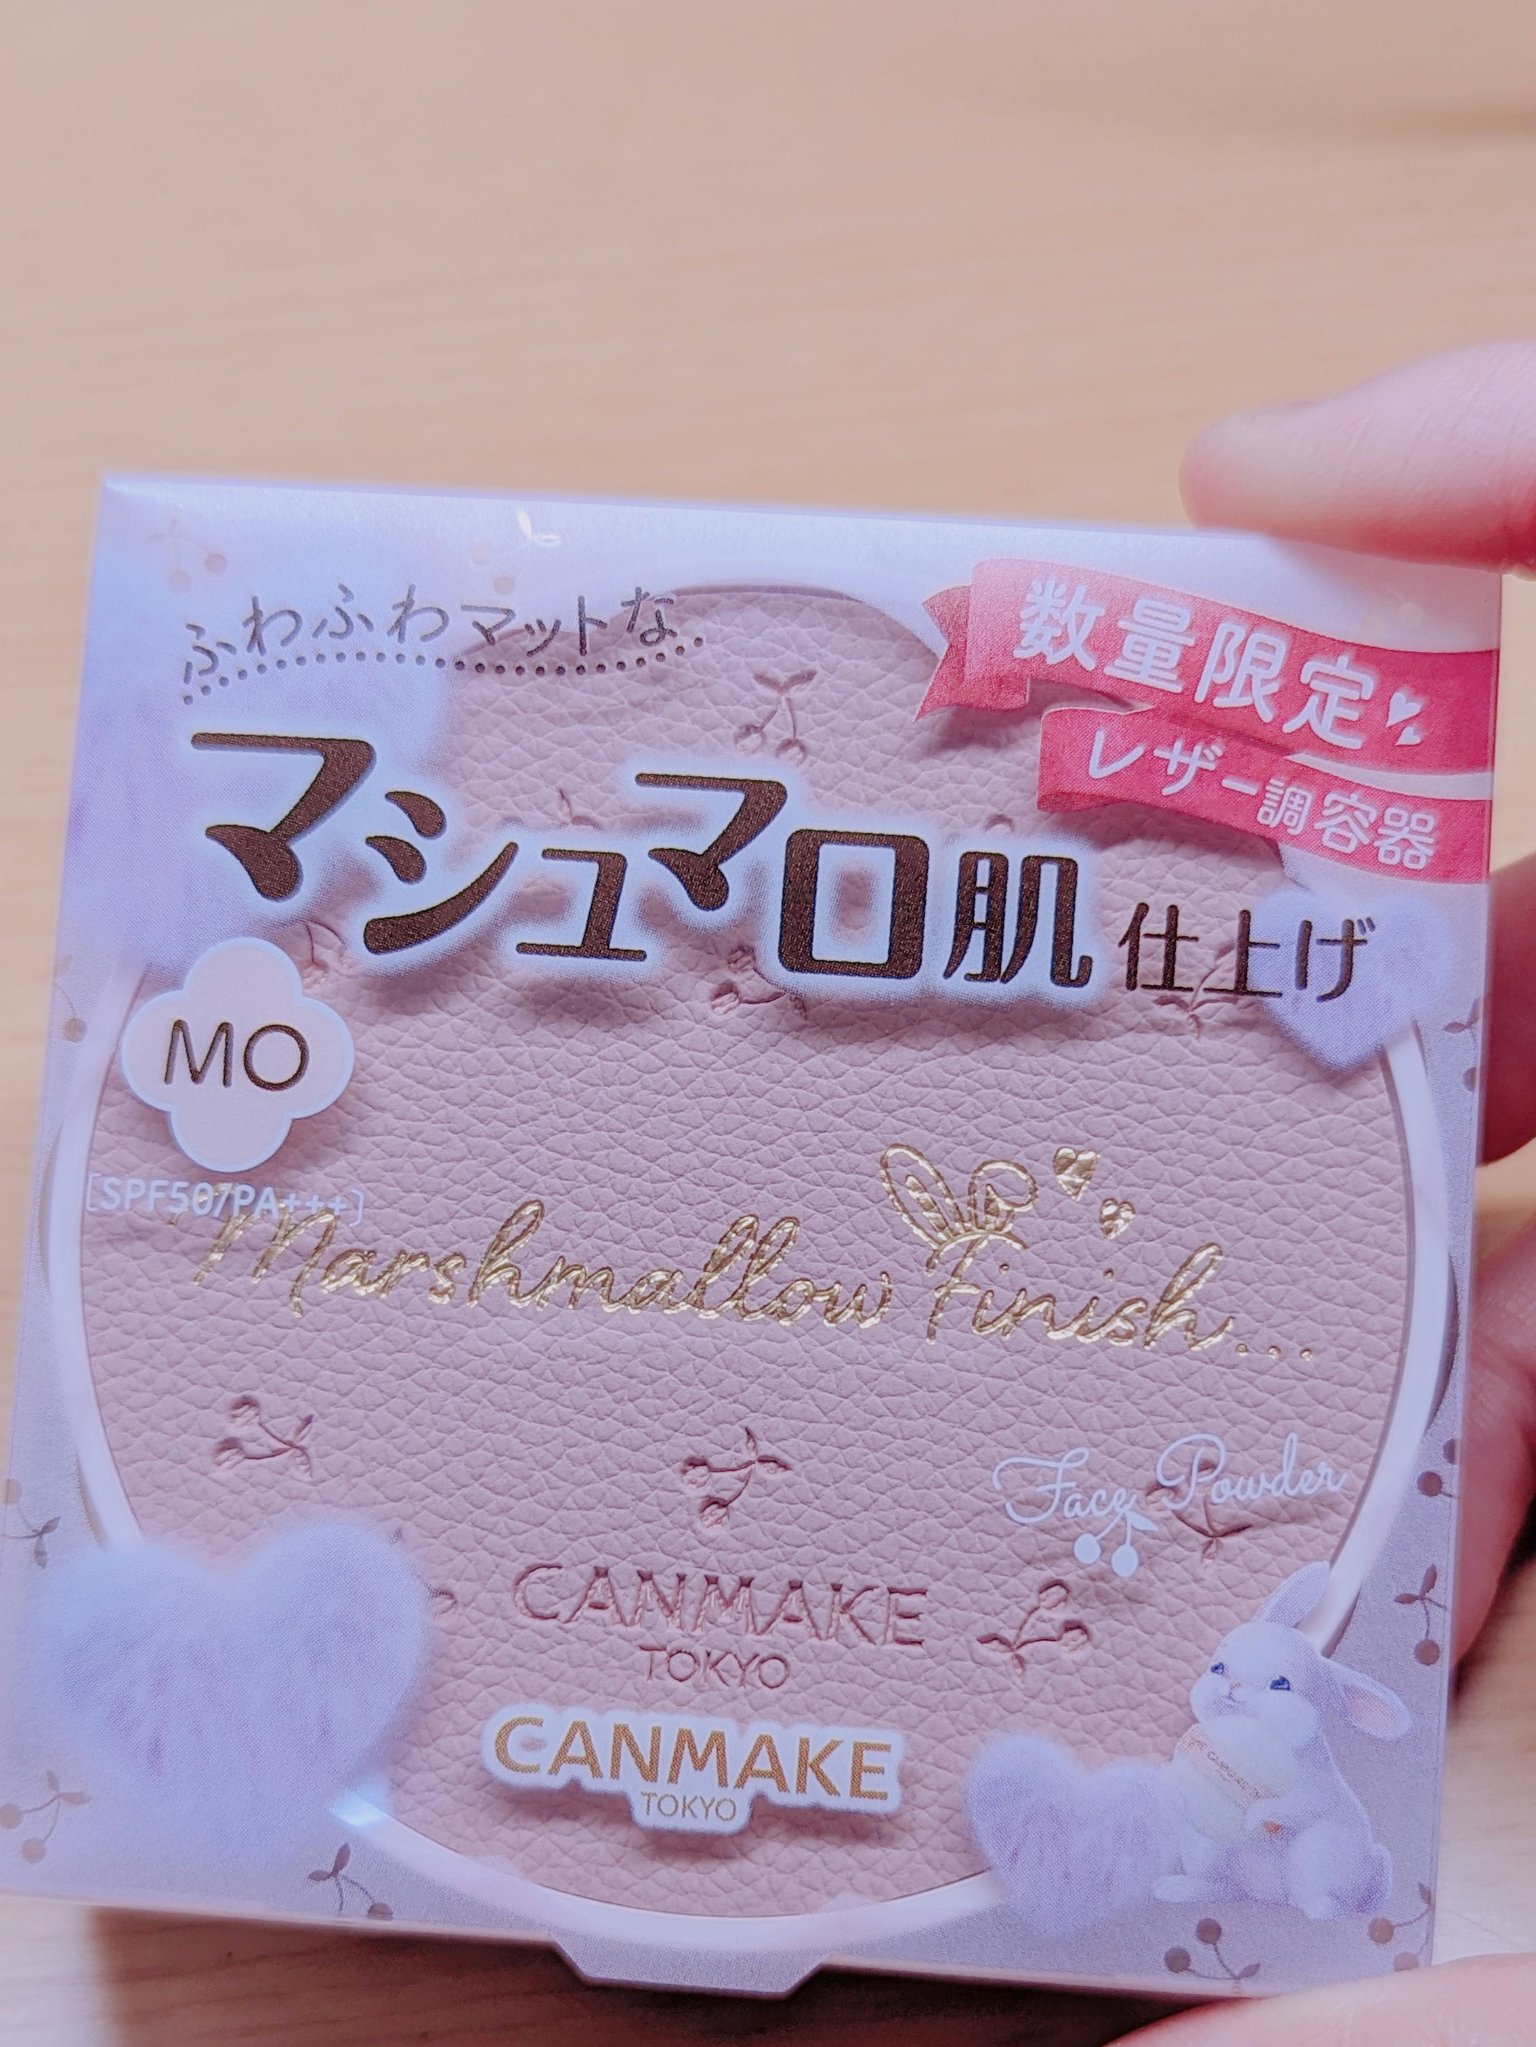 ふわふわマットな
数量限定
レザー調容器
マシュマロ肌仕上げ
MO
[SPF50/PA+++]
Marshmallow Finish...
Face Powder
CANMAKE
TOKYO
CANMAKE
TOKYO